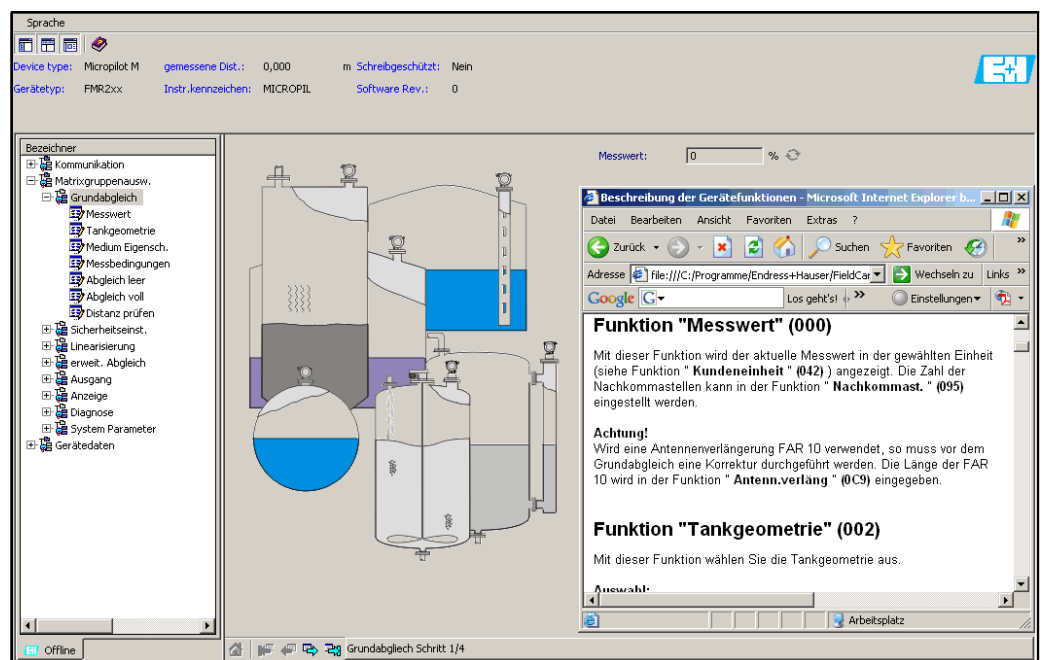 Sprache
Device type: Micropilot M gemessene Dist.: 0,000 m Schreibgeschützt: Nein
Gerätetyp: FMR2xx Instr.kennzeichen: MICROPIL Software Rev.: 0
E+H
Bezeichner
Kommunikation
Matrixgruppenausw.
Grundabgleich
Messwert
Tankgeometrie
Medium Eigensch.
Messbedingungen
Abgleich leer
Abgleich voll
Distanz prüfen
Sicherheitseinst.
Linearisierung
erweit. Abgleich
Ausgang
Anzeige
Diagnose
System Parameter
Gerätedaten
Offline
Messwert: 0 %
Beschreibung der Gerätefunktionen - Microsoft Internet Explorer b...
Datei Bearbeiten Ansicht Favoriten Extras ?
Zurück Suchen Favoriten »
Adresse file:///C:/Programme/Endress+Hauser/FieldCar Wechseln zu Links »
Google G Los geht's! » Einstellungen
Funktion "Messwert" (000)
Mit dieser Funktion wird der aktuelle Messwert in der gewählten Einheit
(siehe Funktion " Kundeneinheit " (042) ) angezeigt. Die Zahl der
Nachkommastellen kann in der Funktion " Nachkommast. " (095)
eingestellt werden.
Achtung!
Wird eine Antennenverlängerung FAR 10 verwendet, so muss vor dem
Grundabgleich eine Korrektur durchgeführt werden. Die Länge der FAR
10 wird in der Funktion " Antenn.verläng " (0C9) eingegeben.
Funktion "Tankgeometrie" (002)
Mit dieser Funktion wählen Sie die Tankgeometrie aus.
Auswahl:
Arbeitsplatz
Grundabgliech Schritt 1/4